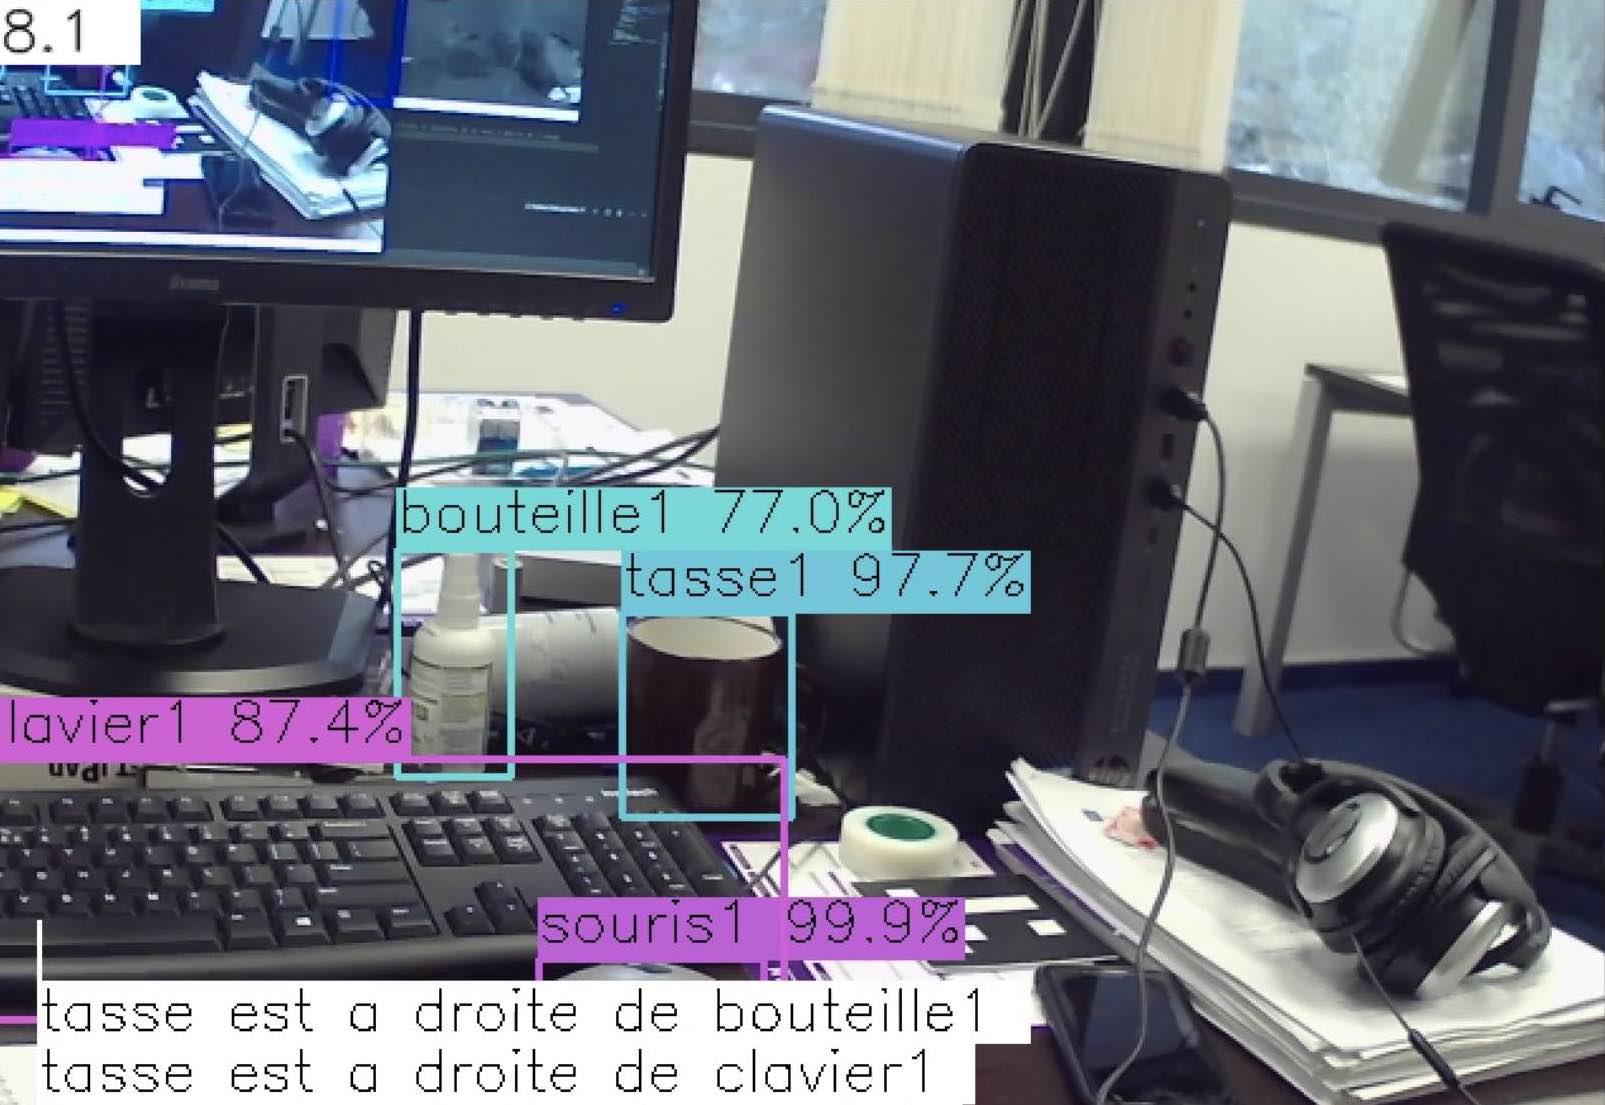 8.1
iiyama
bouteille1 77.0%
tasse1 97.7%
lavier1 87.4%
souris1 99.9%
tasse est a droite de bouteille1
tasse est a droite de clavier1